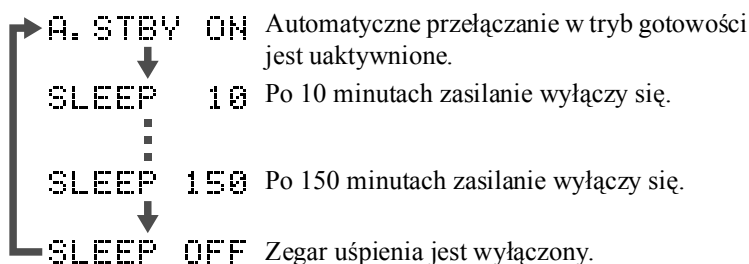 A. STBY ON Automatyczne przełączanie w tryb gotowości
jest uaktywnione.
SLEEP 10 Po 10 minutach zasilanie wyłączy się.
SLEEP 150 Po 150 minutach zasilanie wyłączy się.
SLEEP OFF Zegar uśpienia jest wyłączony.